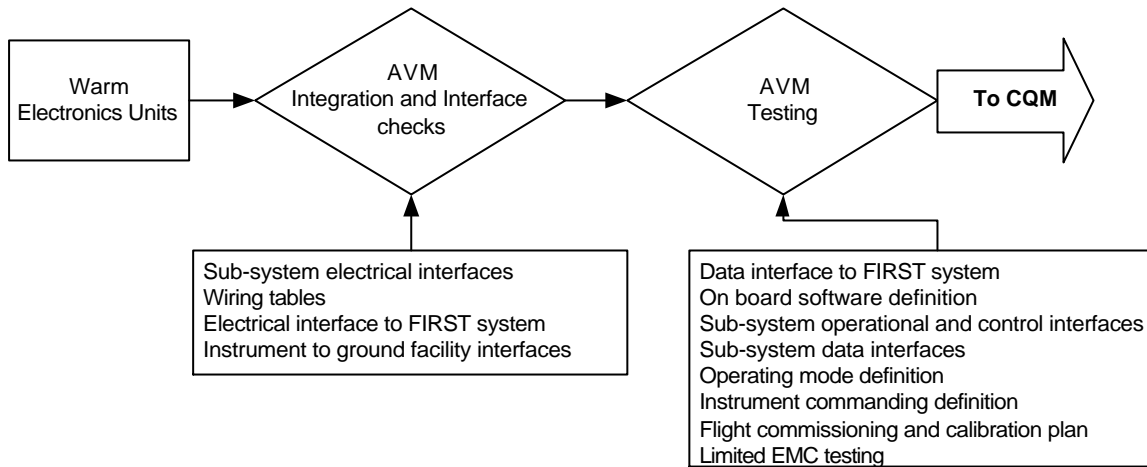 Warm
Electronics Units
AVM
Integration and Interface
checks
AVM
Testing
To CQM
Sub-system electrical interfaces
Wiring tables
Electrical interface to FIRST system
Instrument to ground facility interfaces
Data interface to FIRST system
On board software definition
Sub-system operational and control interfaces
Sub-system data interfaces
Operating mode definition
Instrument commanding definition
Flight commissioning and calibration plan
Limited EMC testing